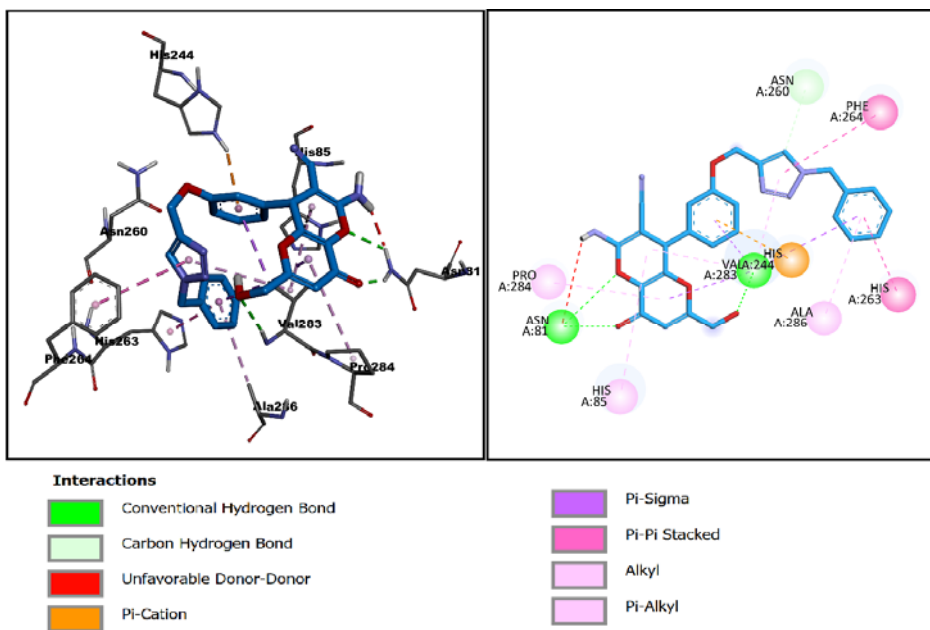 His244
His85
Asn260
Asn81
Val283
His263
Phe264
Pro284
Ala286
ASN
A:260
PHE
A:264
HIS
VAL A:244
A:283
PRO
A:284
HIS
A:263
ASN
A:81
ALA
A:286
HIS
A:85
Interactions
Conventional Hydrogen Bond
Carbon Hydrogen Bond
Unfavorable Donor-Donor
Pi-Cation
Pi-Sigma
Pi-Pi Stacked
Alkyl
Pi-Alkyl